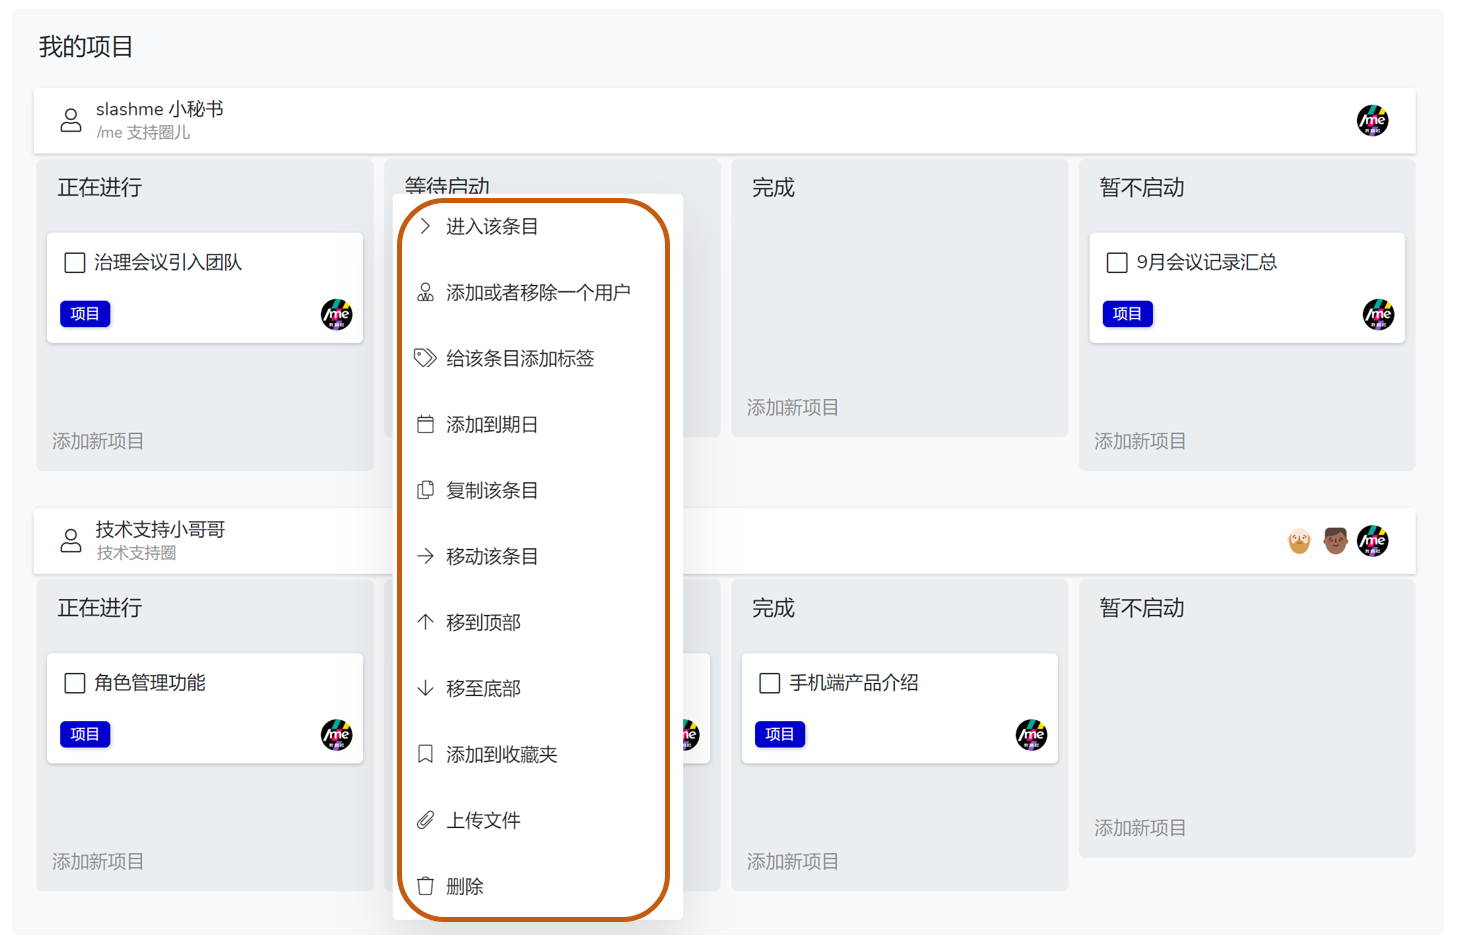 我的项目
slashme 小秘书
/me 支持圈儿
/me
正在进行
等待启动
完成
暂不启动
治理会议引入团队
项目
/me
添加新项目
添加新项目
9月会议记录汇总
项目
/me
添加新项目
进入该条目
添加或者移除一个用户
给该条目添加标签
添加到期日
复制该条目
移动该条目
移到顶部
移至底部
添加到收藏夹
上传文件
删除
技术支持小哥哥
技术支持圈
/me
正在进行
完成
暂不启动
角色管理功能
项目
/me
添加新项目
me
手机端产品介绍
项目
/me
添加新项目
添加新项目